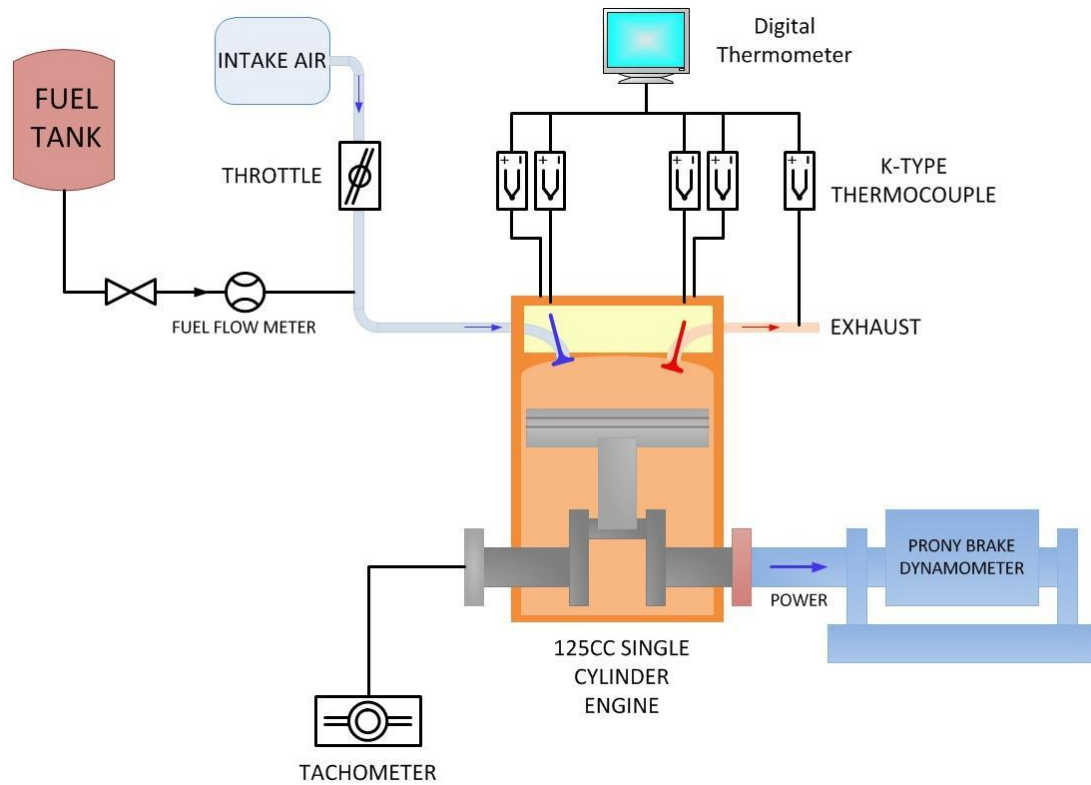 Digital
Thermometer
INTAKE AIR
FUEL
TANK
THROTTLE
+ I
+ I
+ I
+ I
+ I
K-TYPE
THERMOCOUPLE
FUEL FLOW METER
EXHAUST
PRONY BRAKE
DYNAMOMETER
POWER
125CC SINGLE
CYLINDER
ENGINE
TACHOMETER